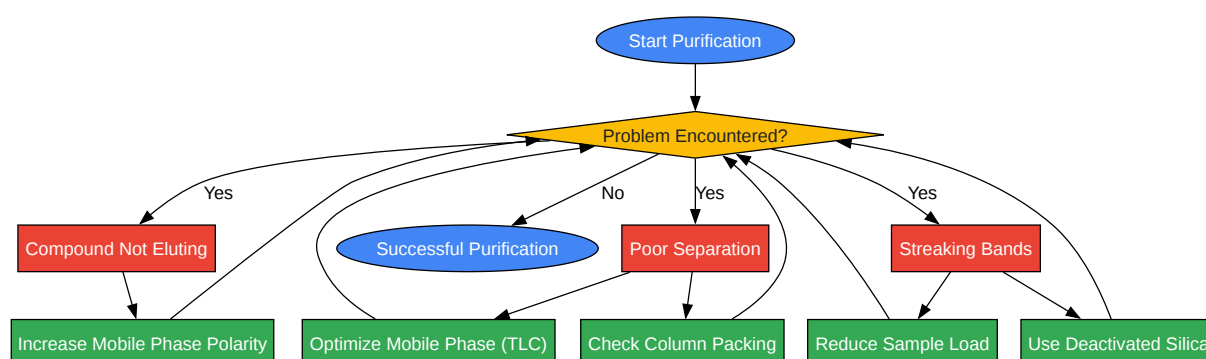 Start Purification
Problem Encountered?
Yes
No
Yes
Yes
Compound Not Eluting
Successful Purification
Poor Separation
Streaking Bands
Increase Mobile Phase Polarity
Optimize Mobile Phase (TLC)
Check Column Packing
Reduce Sample Load
Use Deactivated Silica